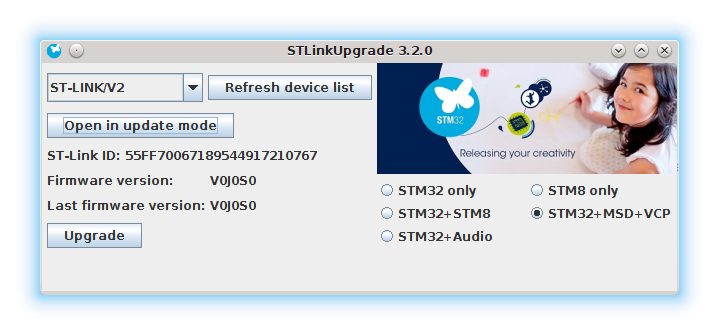 STLinkUpgrade 3.2.0
ST-LINK/V2
Refresh device list
Open in update mode
ST-Link ID: 55FF70067189544917210767
Firmware version: V0J0S0
Last firmware version: V0J0S0
Upgrade
STM32
Releasing your creativity
STM32 only
STM8 only
STM32+STM8
STM32+MSD+VCP
STM32+Audio